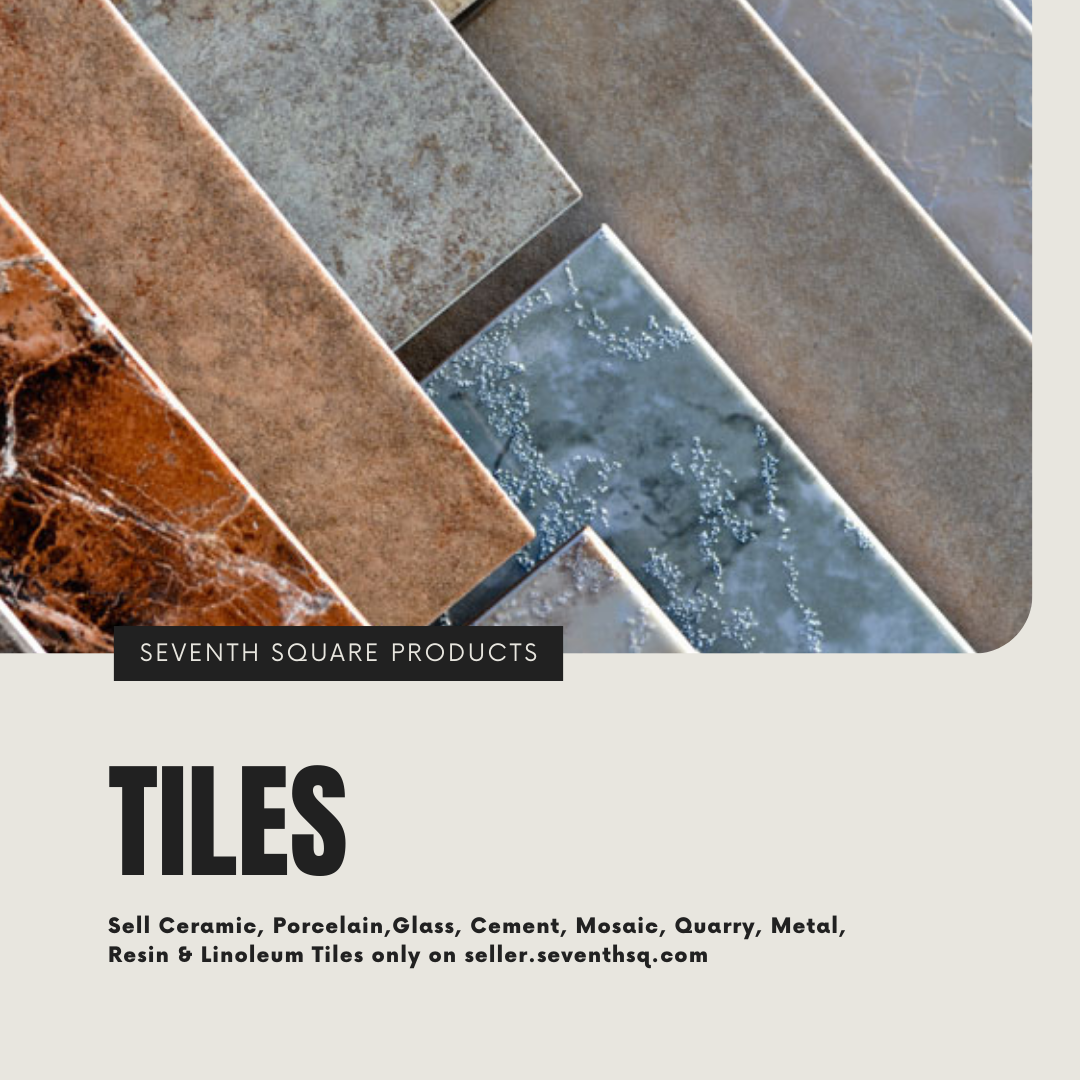 SEVENTH SQUARE PRODUCTS
TILES
Sell Ceramic, Porcelain,Glass, Cement, Mosaic, Quarry, Metal,
Resin & Linoleum Tiles only on seller.seventhsq.com